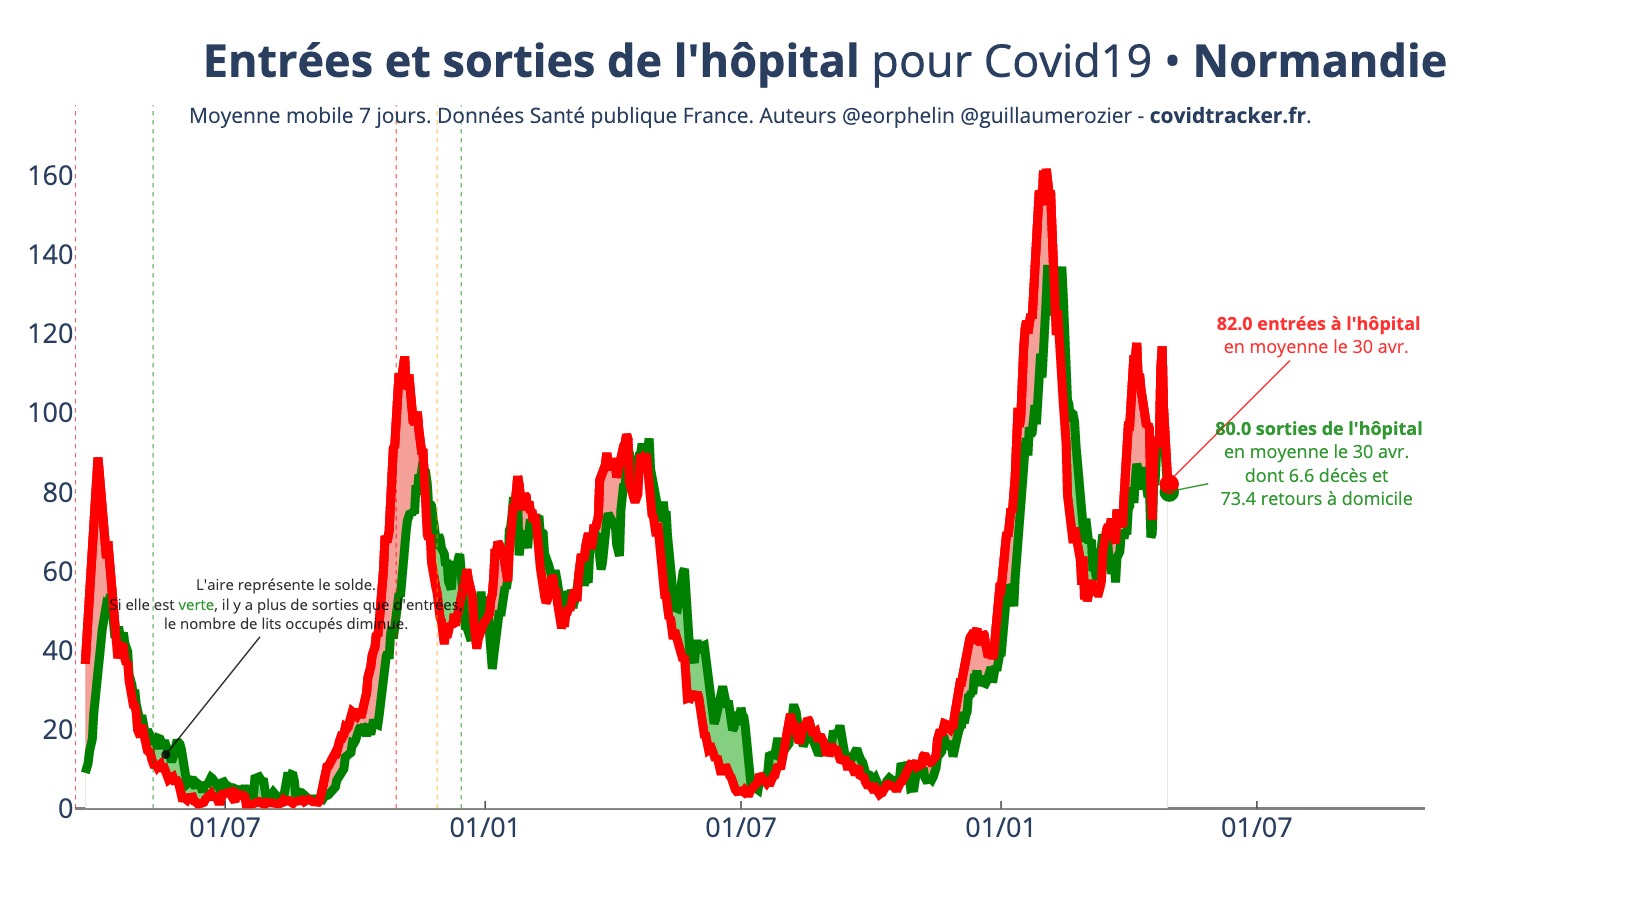 Entrées et sorties de l'hôpital pour Covid19 • Normandie
Moyenne mobile 7 jours. Données Santé publique France. Auteurs @eorphelin @guillaumerozier - covidtracker.fr.
160
140
120
100
80
60
40
20
0
82.0 entrées à l'hôpital
en moyenne le 30 avr.
80.0 sorties de l'hôpital
en moyenne le 30 avr.
dont 6.6 décès et
73.4 retours à domicile
L'aire représente le solde.
Si elle est verte, il y a plus de sorties que d'entrées,
le nombre de lits occupés diminue.
01/07
01/01
01/07
01/01
01/07